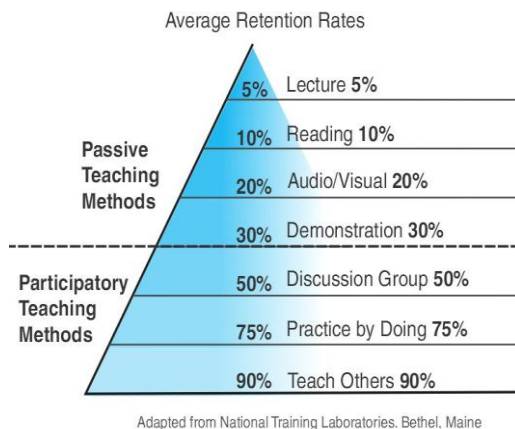 Average Retention Rates
5% Lecture 5%
10% Reading 10%
Passive
Teaching
Methods
20% Audio/Visual 20%
30% Demonstration 30%
Participatory
Teaching
Methods
50% Discussion Group 50%
75% Practice by Doing 75%
90% Teach Others 90%
Adapted from National Training Laboratories. Bethel, Maine